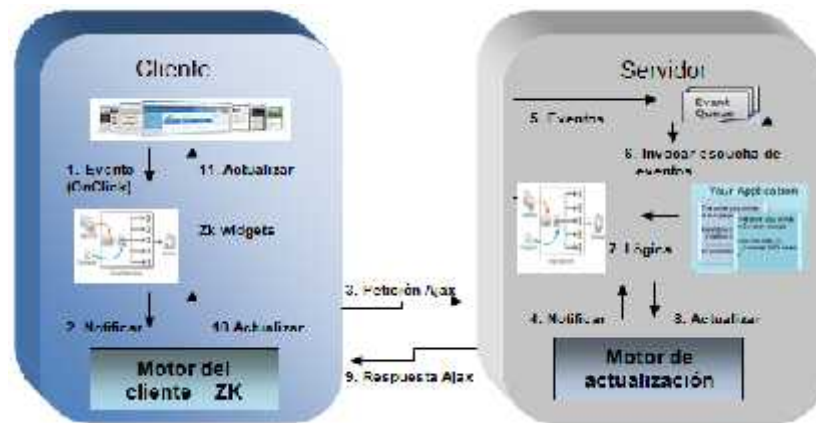 Cliente
Servidor
Event
Queue
5. Eventos
1. Evento
(OnClick)
11. Actualizar
6. Invocar escucha de
eventos
Your Application
Zk widgets
7. Lógica
3. Petición Ajax
2. Notificar
10. Actualizar
4. Notificar
8. Actualizar
Motor del
cliente ZK
9. Respuesta Ajax
Motor de
actualización